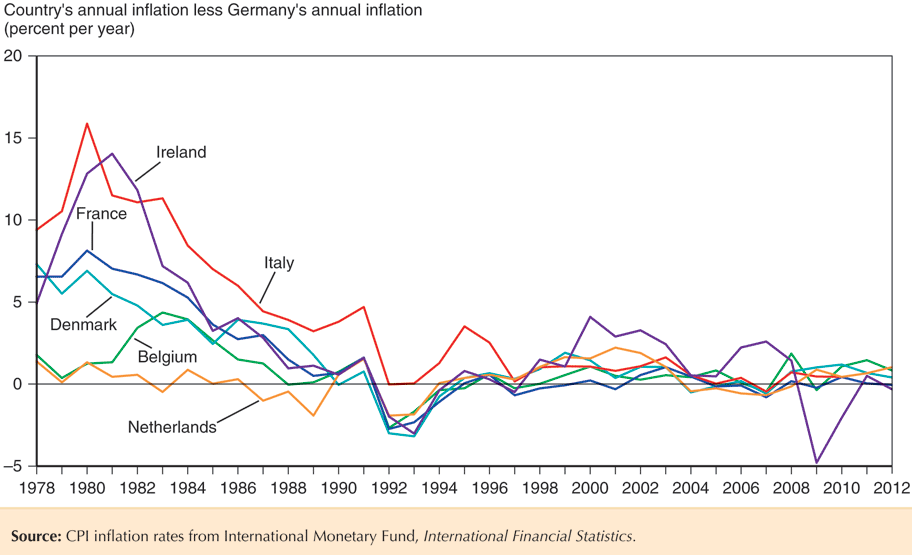 Country's annual inflation less Germany's annual inflation
(percent per year)
20
15
Ireland
10
France
Italy
5
Denmark
Belgium
0
Netherlands
–5
1978 1980 1982 1984 1986 1988 1990 1992 1994 1996 1998 2000 2002 2004 2006 2008 2010 2012
Source: CPI inflation rates from International Monetary Fund, International Financial Statistics.